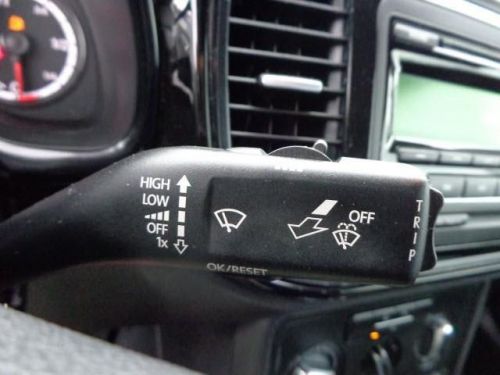 HIGH
LOW
OFF
1x
OFF
TRIP
OK/RESET